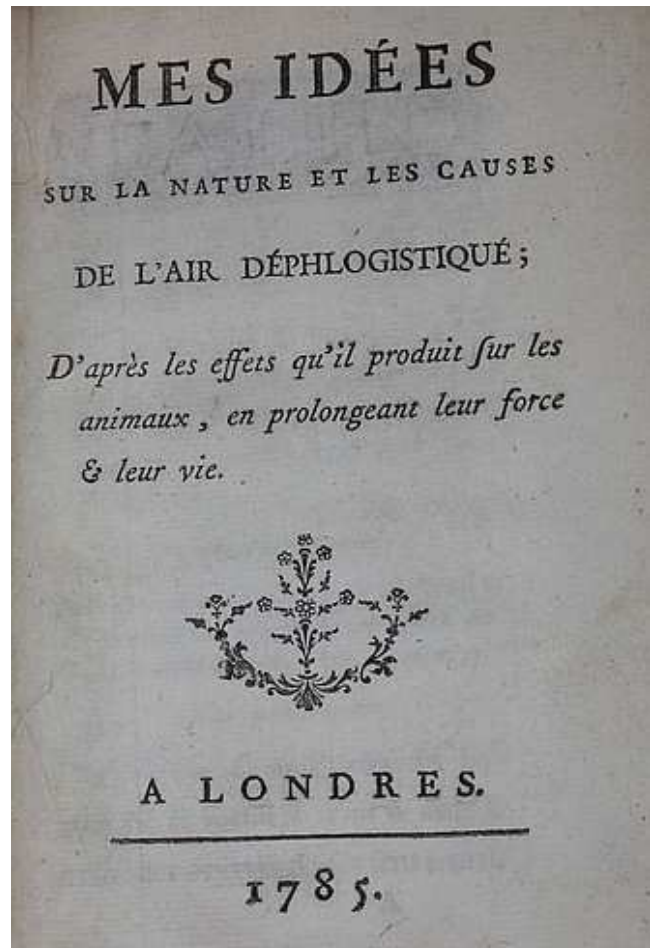 MES IDÉES
SUR LA NATURE ET LES CAUSES
DE L'AIR DÉPHLOGISTIQUÉ;
D'après les effets qu'il produit ſur les
animaux, en prolongeant leur force
& leur vie.
A LONDRES.
1785.